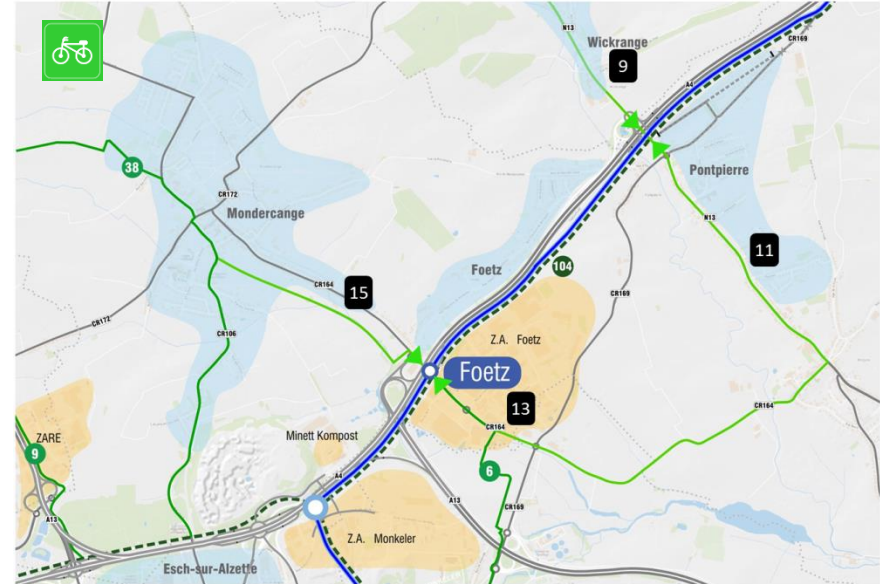 N13
CR169
Wickrange
9
A4
38
Pontpierre
CR172
Mondercange
N13
11
Foetz
104
CR164
15
CR169
CR172
CR106
Z.A. Foetz
Foetz
13
CR164
CR164
ZARE
9
Minett Kompost
6
A4
A13
CR169
A13
Z.A. Monkeler
Esch-sur-Alzette